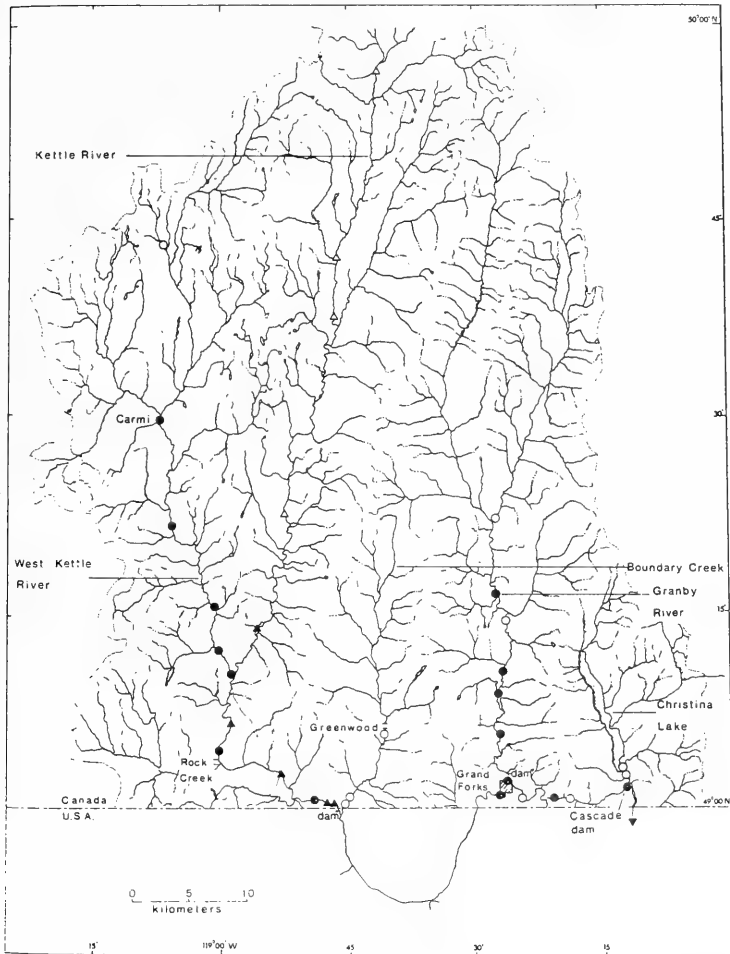 50°00' N
Kettle River
45'
Carmi
30'
West Kettle
River
Boundary Creek
Granby
River
15'
Christina
Lake
Greenwood
Rock
Creek
Grand
Forks
dam
Canada
U.S.A.
dam
Cascade
dam
49°00'N
0 5 10
kilometers
15'
119°00' W
45
30'
15